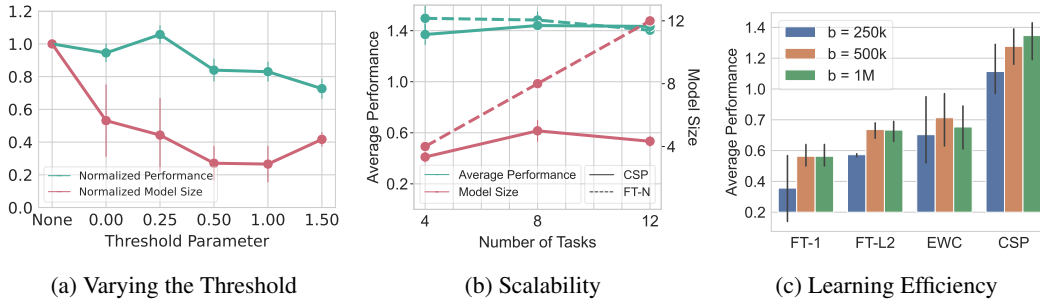 1.2
1.0
0.8
0.6
0.4
0.2
0.0
Normalized Performance
Normalized Model Size
None 0.00 0.25 0.50 1.00 1.50
Threshold Parameter
(a) Varying the Threshold
Average Performance
1.4
1.0
0.6
0.2
12
8
4
Model Size
Average Performance
Model Size
CSP
FT-N
4 8 12
Number of Tasks
(b) Scalability
Average Performance
1.4
1.2
1.0
0.7
0.4
0.2
b = 250k
b = 500k
b = 1M
FT-1 FT-L2 EWC CSP
(c) Learning Efficiency